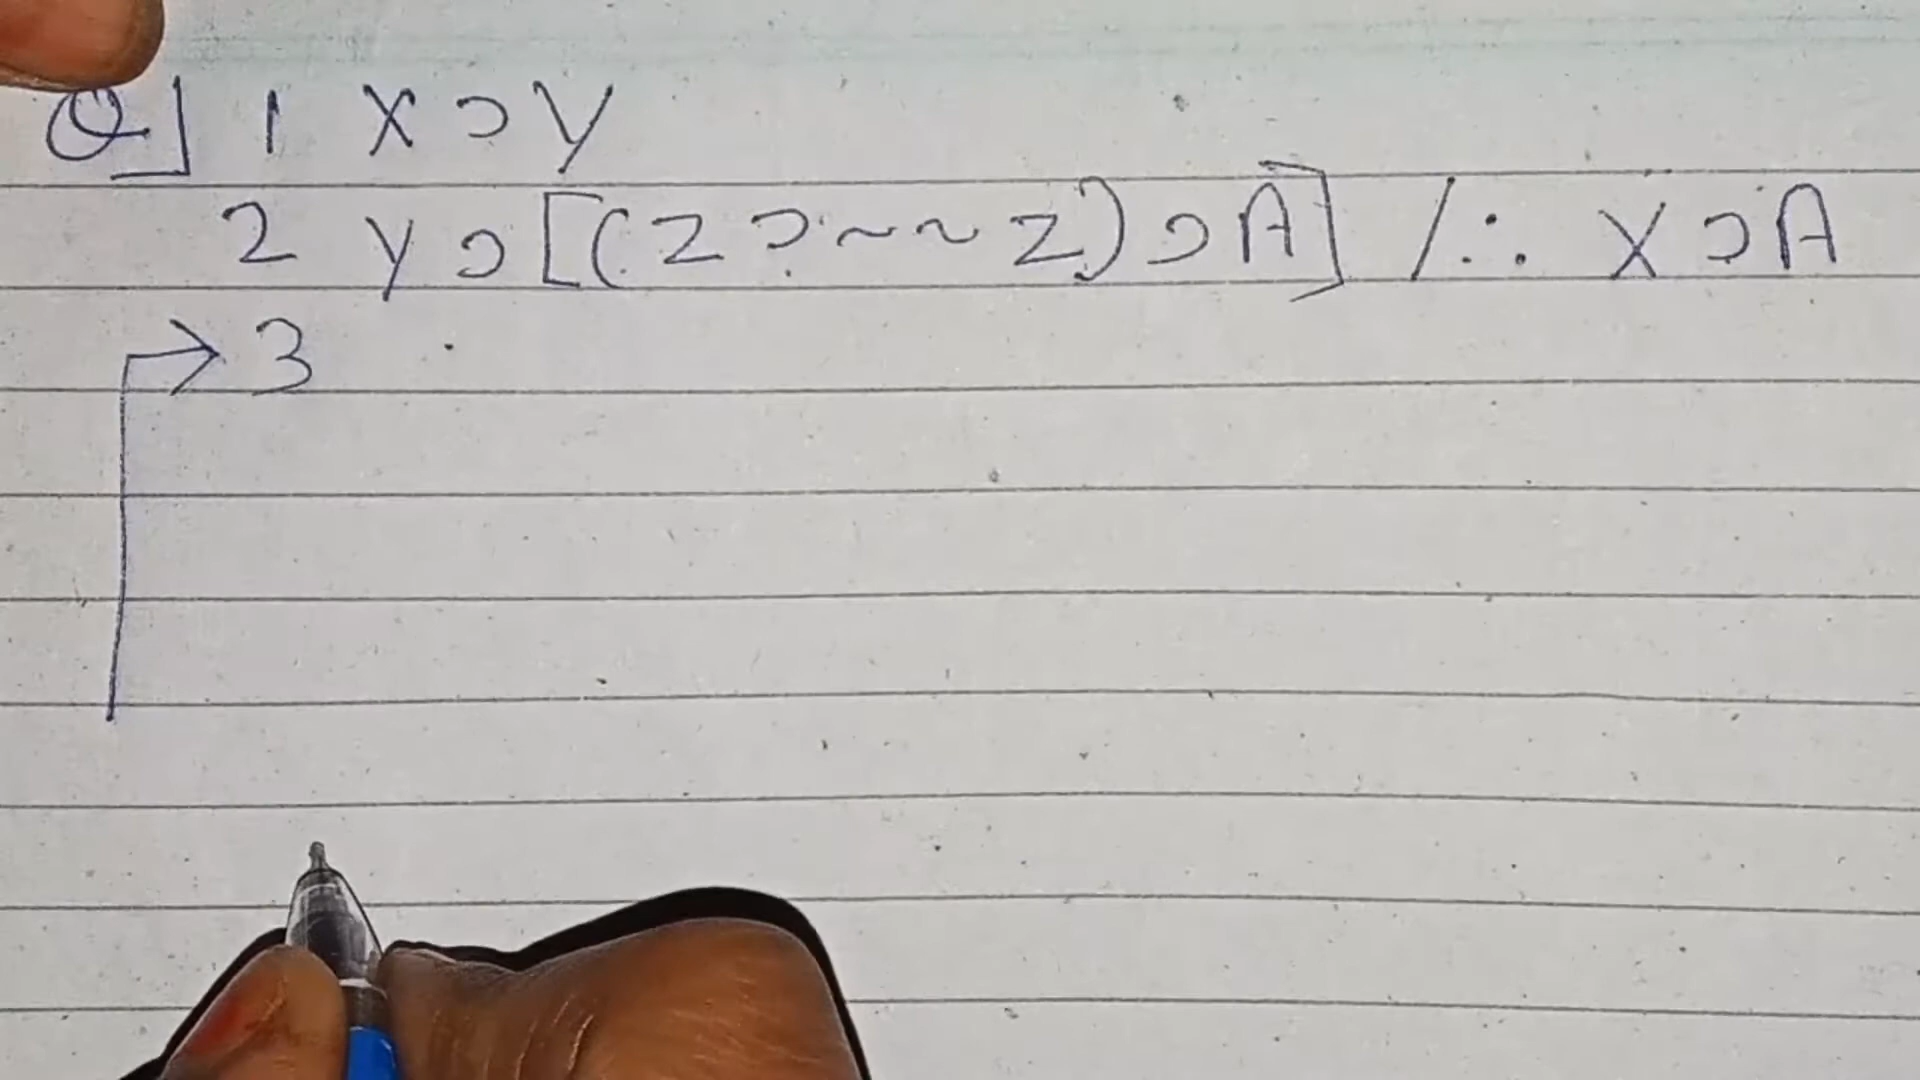 Q] 1 X ⊃ Y
2 Y ⊃ [(Z ⊃ ~ ~ Z) ⊃ A] / ∴ X ⊃ A
→ 3